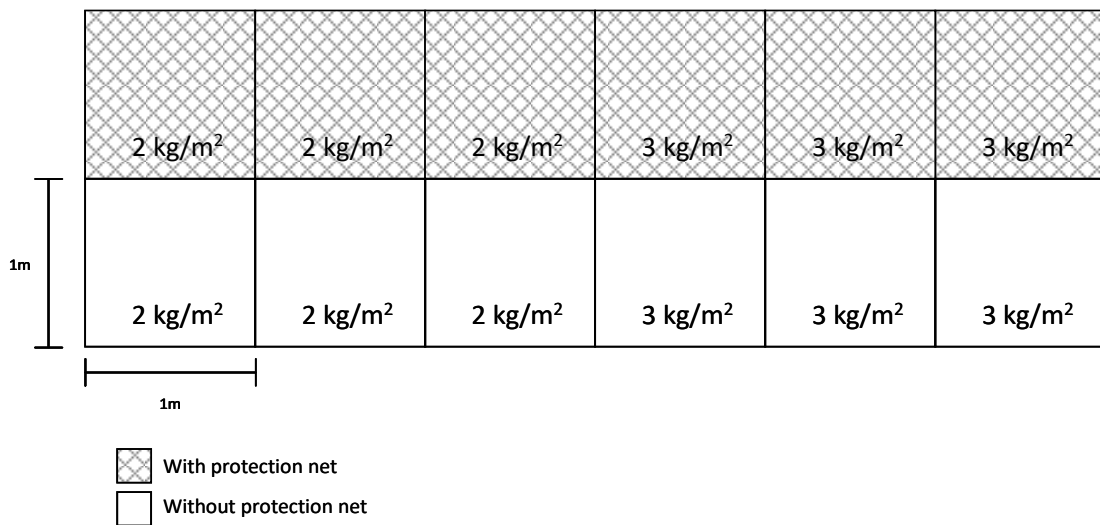 2 kg/m² 2 kg/m² 2 kg/m² 3 kg/m² 3 kg/m² 3 kg/m²
1m
2 kg/m² 2 kg/m² 2 kg/m² 3 kg/m² 3 kg/m² 3 kg/m²
1m
With protection net
Without protection net